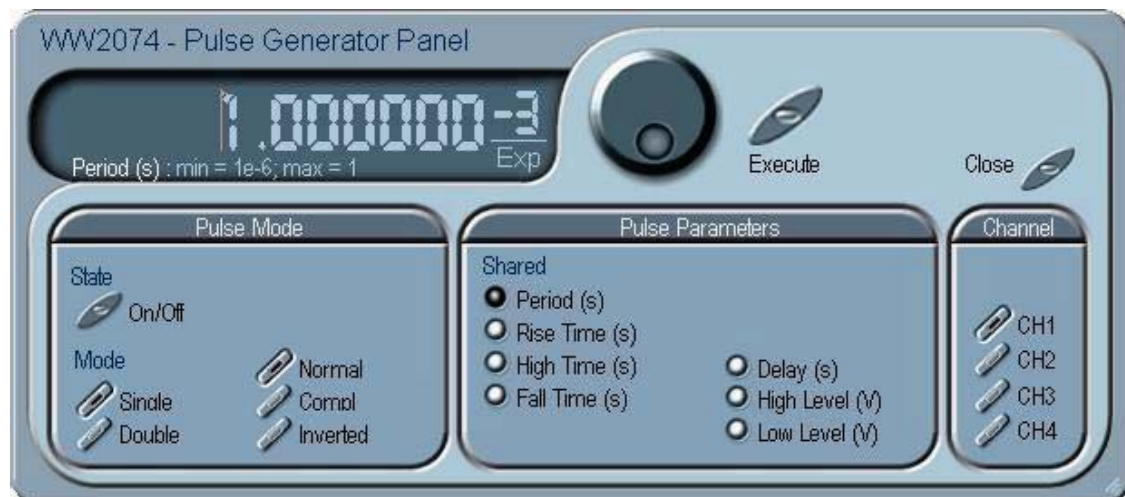 WW2074 - Pulse Generator Panel
1.000000-3
Exp
Period (s) : min = 1e-6; max = 1
Execute
Close
Pulse Mode
State
On/Off
Mode
Single
Double
Normal
Compl
Inverted
Pulse Parameters
Shared
Period (s)
Rise Time (s)
High Time (s)
Fall Time (s)
Delay (s)
High Level (V)
Low Level (V)
Channel
CH1
CH2
CH3
CH4